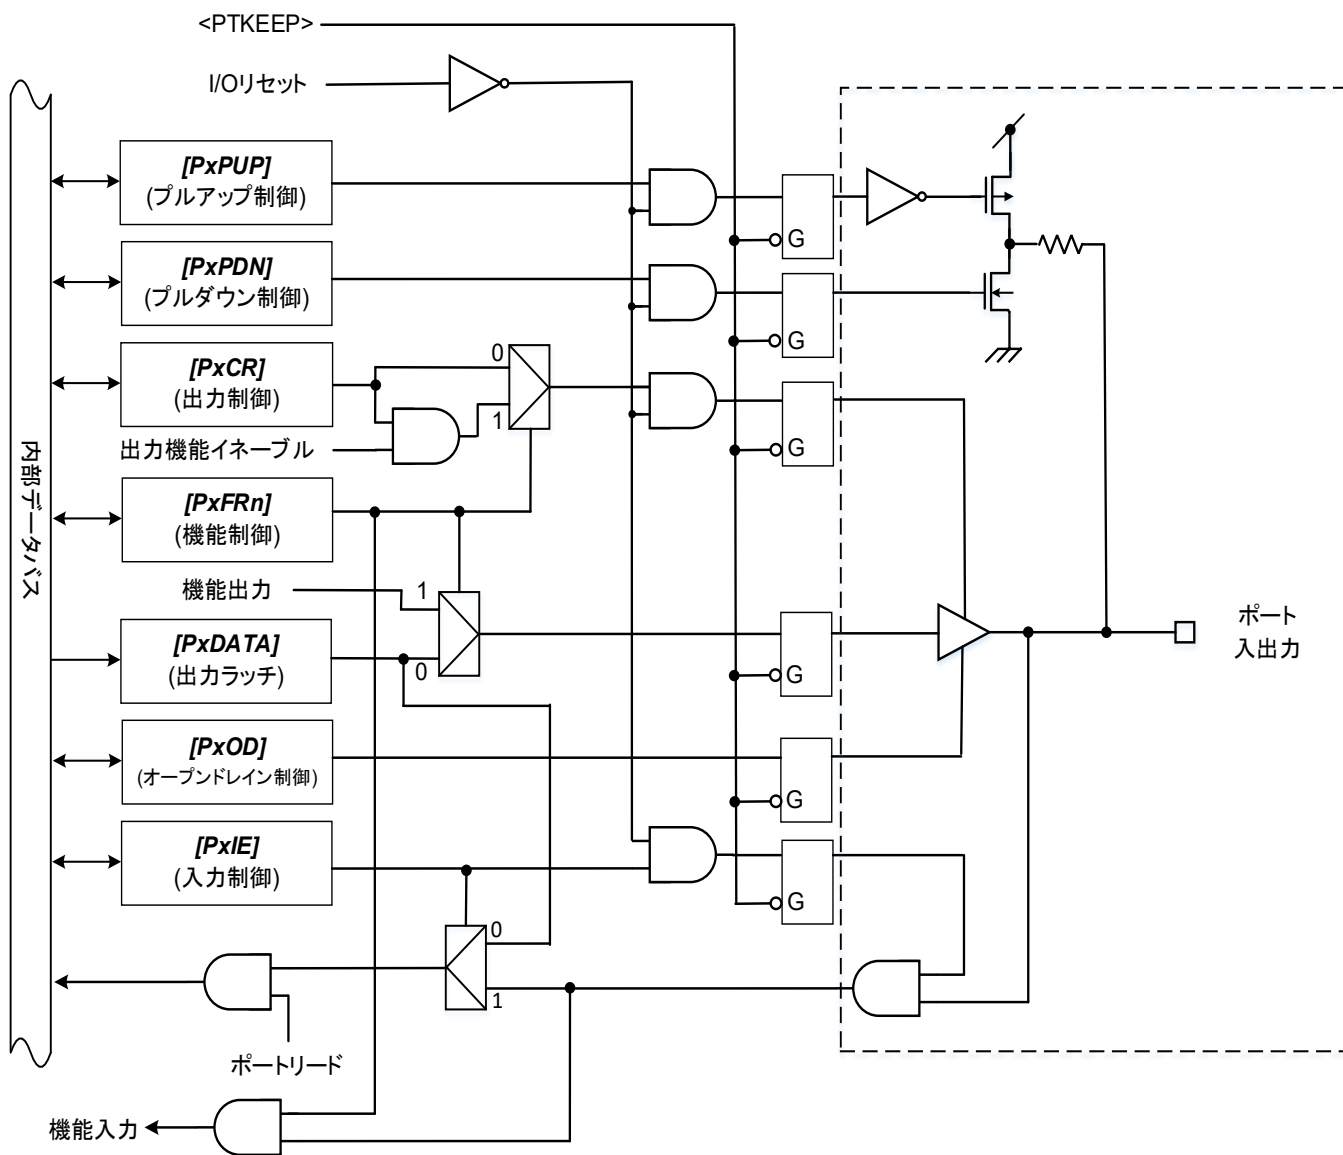 <PTKEEP>
I/Oリセット
[PxPUP]
(プルアップ制御)
G
[PxPDN]
(プルダウン制御)
G
[PxCR]
(出力制御)
0
1
G
出力機能イネーブル
内部データバス
[PxFRn]
(機能制御)
機能出力
1
0
[PxDATA]
(出力ラッチ)
G
ポート
入出力
[PxOD]
(オープンドレイン制御)
G
[PxIE]
(入力制御)
G
0
1
ポートリード
機能入力